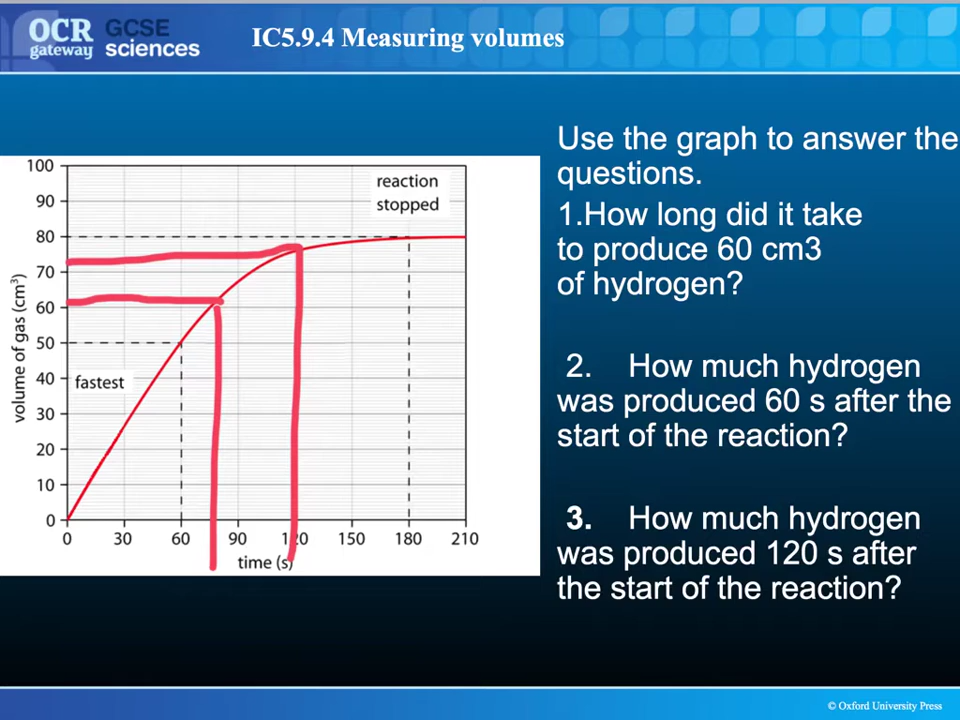 OCR
gateway
GCSE
sciences
IC5.9.4 Measuring volumes
Use the graph to answer the
questions.
1.How long did it take
to produce 60 cm3
of hydrogen?
2. How much hydrogen
was produced 60 s after the
start of the reaction?
3. How much hydrogen
was produced 120 s after
the start of the reaction?
volume of gas (cm³)
100
90
80
70
60
50
40
30
20
10
0
reaction
stopped
fastest
0 30 60 90 120 150 180 210
time (s)
© Oxford University Press